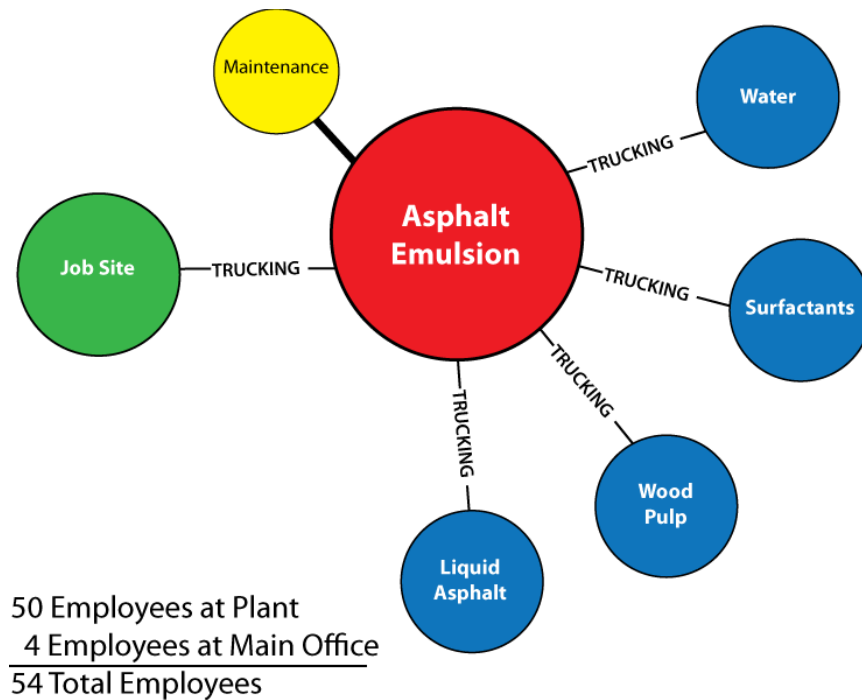 Maintenance
Water
TRUCKING
Asphalt
Emulsion
Job Site
TRUCKING
TRUCKING
Surfactants
TRUCKING
TRUCKING
Wood
Pulp
Liquid
Asphalt
50 Employees at Plant
4 Employees at Main Office
54 Total Employees